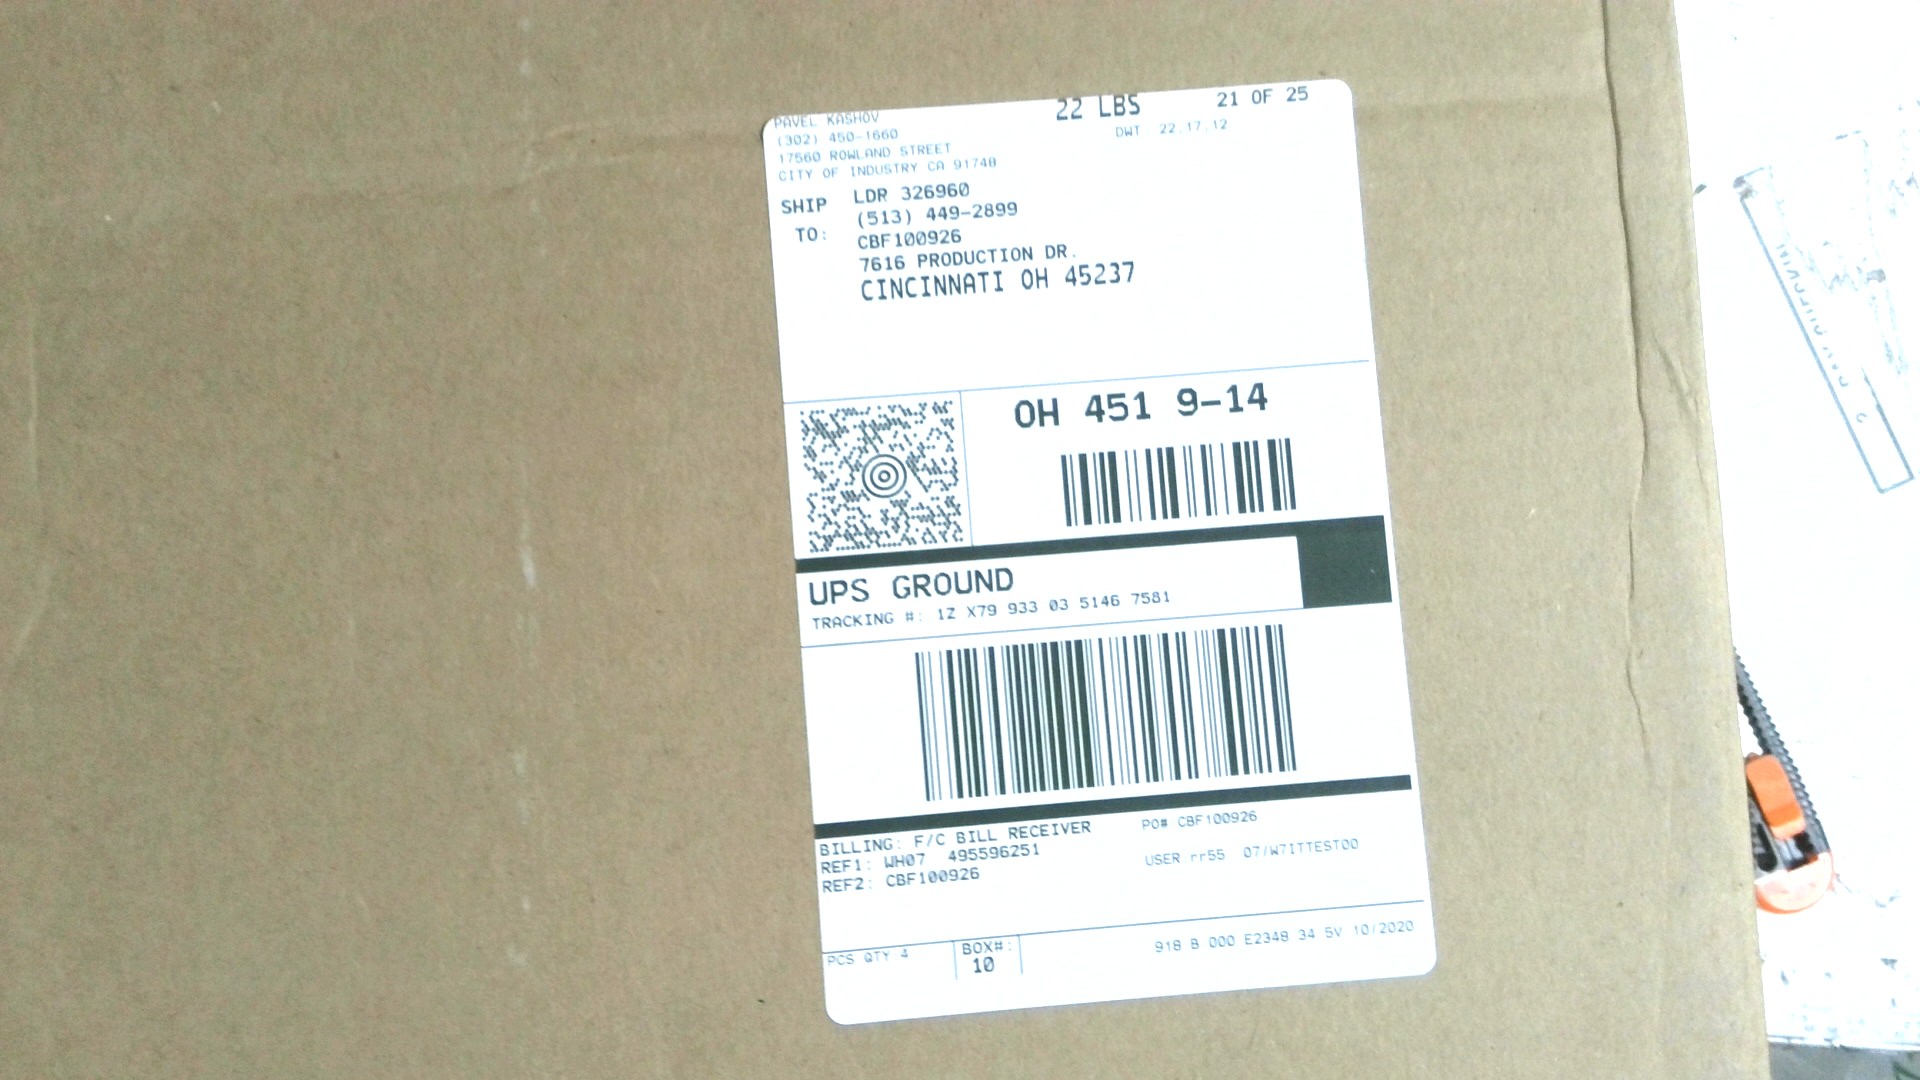 PAVEL KASHOV
(302) 450-1660
17560 ROWLAND STREET
CITY OF INDUSTRY CA 91748
22 LBS
21 OF 25
DWT 22,17,12
SHIP TO:
LDR 326960
(513) 449-2899
CBF100926
7616 PRODUCTION DR.
CINCINNATI OH 45237
OH 451 9-14
UPS GROUND
TRACKING #: 1Z X79 933 03 5146 7581
BILLING: F/C BILL RECEIVER
REF1: WH07 495596251
REF2: CBF100926
PO# CBF100926
USER rr55 07/W7ITTEST00
PCS QTY 4
BOX#:
10
918 B 000 E2348 34 5V 10/2020